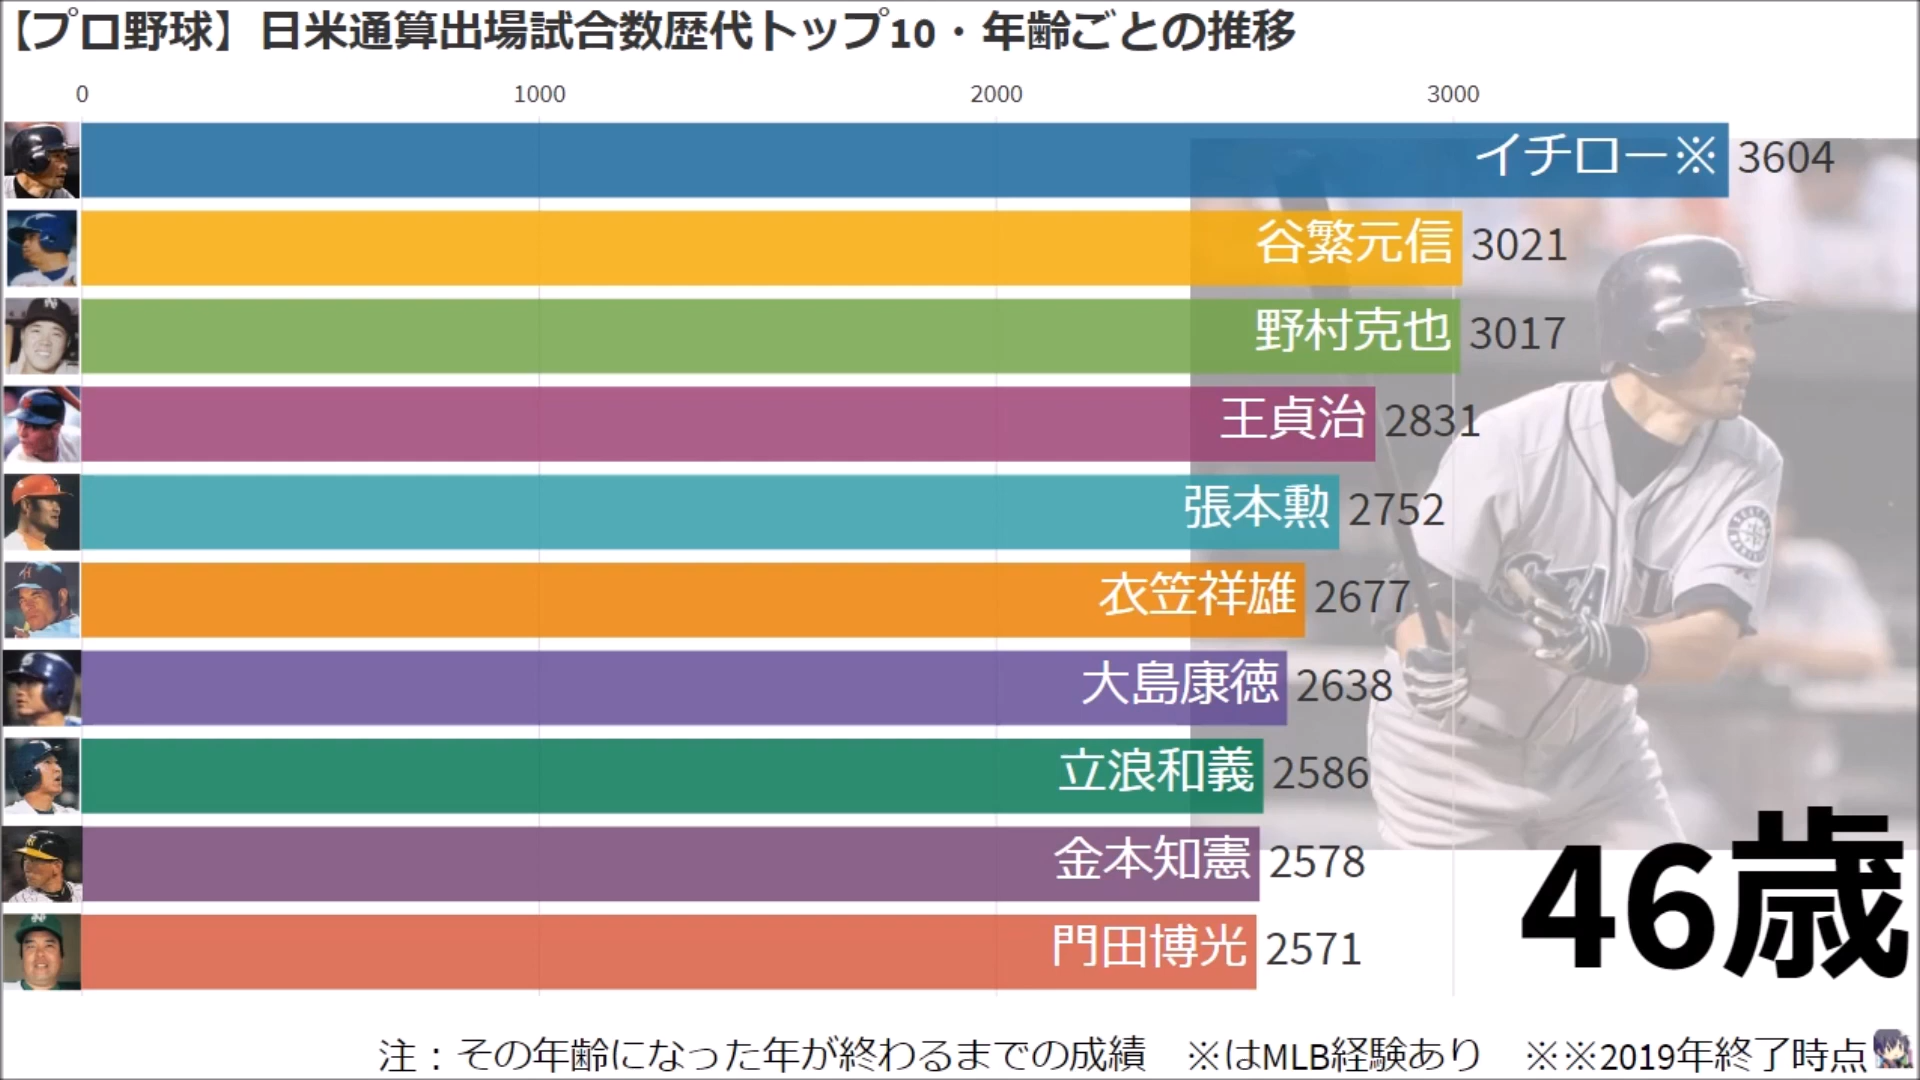 【プロ野球】日米通算出場試合数歴代トップ10・年齢ごとの推移
0 1000 2000 3000
イチロー※ 3604
谷繁元信 3021
野村克也 3017
王貞治 2831
張本勲 2752
衣笠祥雄 2677
大島康徳 2638
立浪和義 2586
金本知憲 2578
門田博光 2571
46歳
注：その年齢になった年が終わるまでの成績 ※はMLB経験あり ※※2019年終了時点